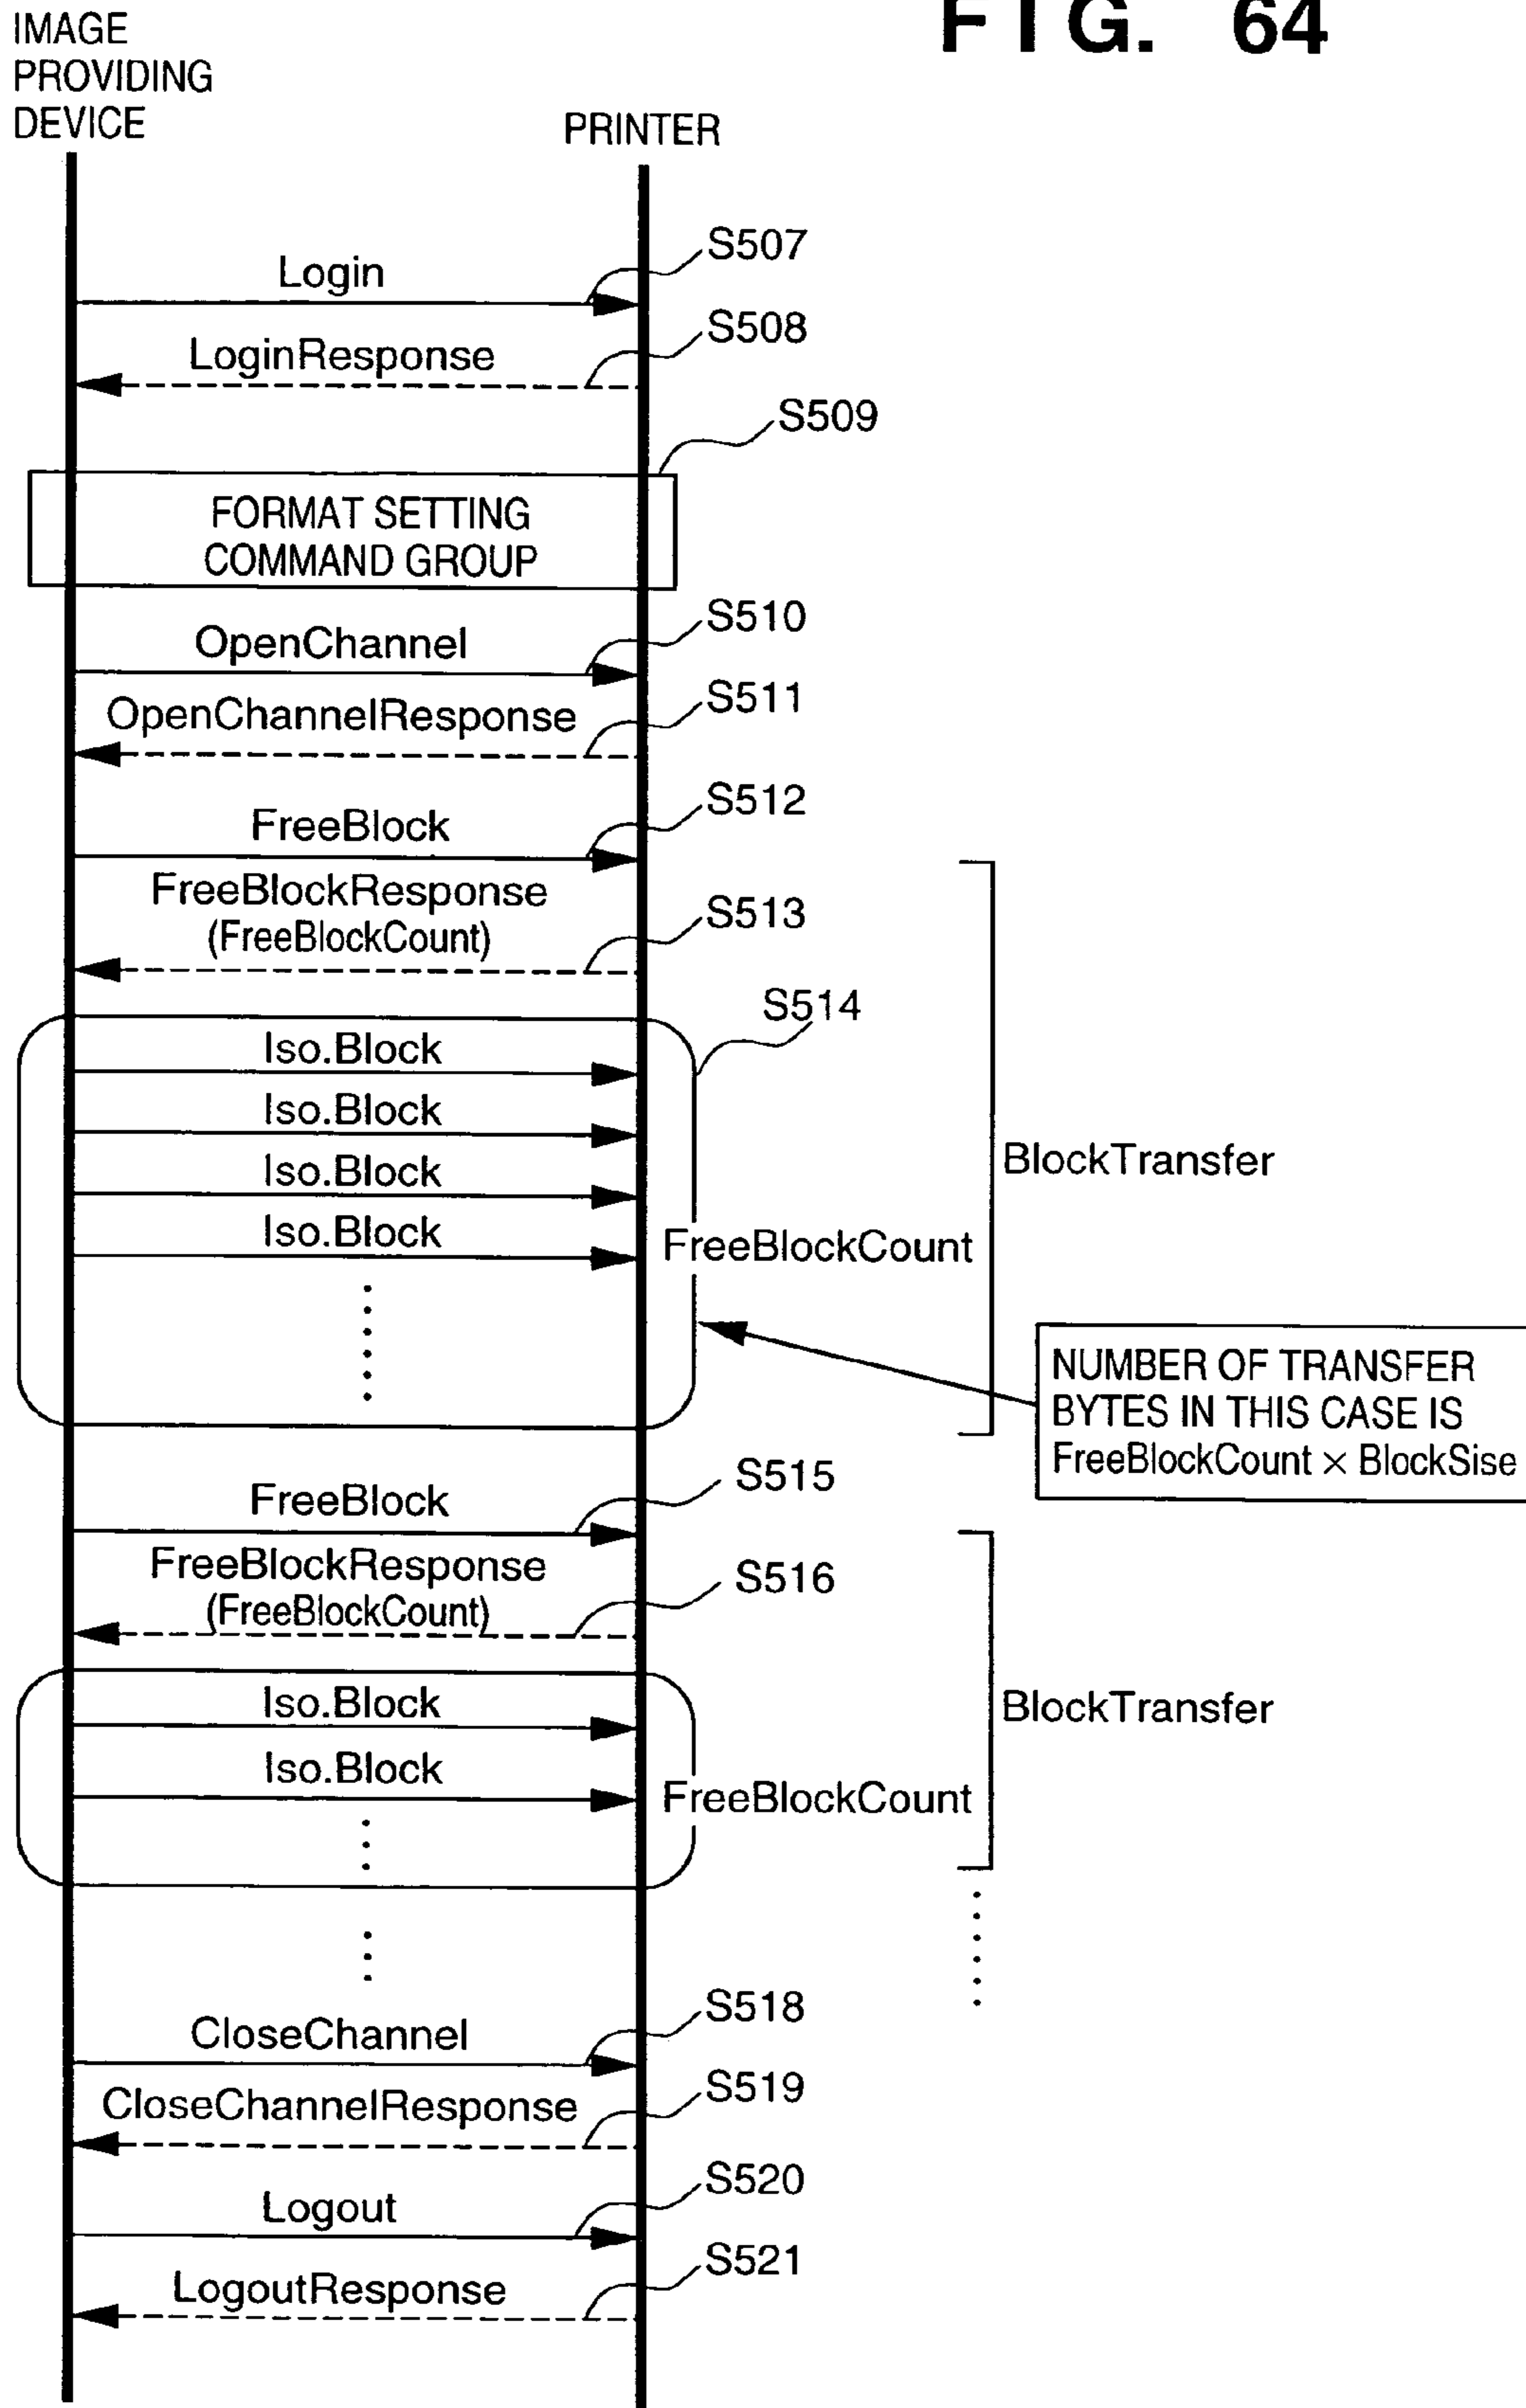 FIG. 64
IMAGE
PROVIDING
DEVICE
PRINTER
S507
Login
S508
LoginResponse
S509
FORMAT SETTING
COMMAND GROUP
S510
OpenChannel
S511
OpenChannelResponse
S512
FreeBlock
FreeBlockResponse
(FreeBlockCount)
S513
S514
Iso.Block
Iso.Block
Iso.Block
Iso.Block
FreeBlockCount
BlockTransfer
NUMBER OF TRANSFER
BYTES IN THIS CASE IS
FreeBlockCount × BlockSise
S515
FreeBlock
FreeBlockResponse
(FreeBlockCount)
S516
Iso.Block
Iso.Block
FreeBlockCount
BlockTransfer
S518
CloseChannel
S519
CloseChannelResponse
S520
Logout
S521
LogoutResponse